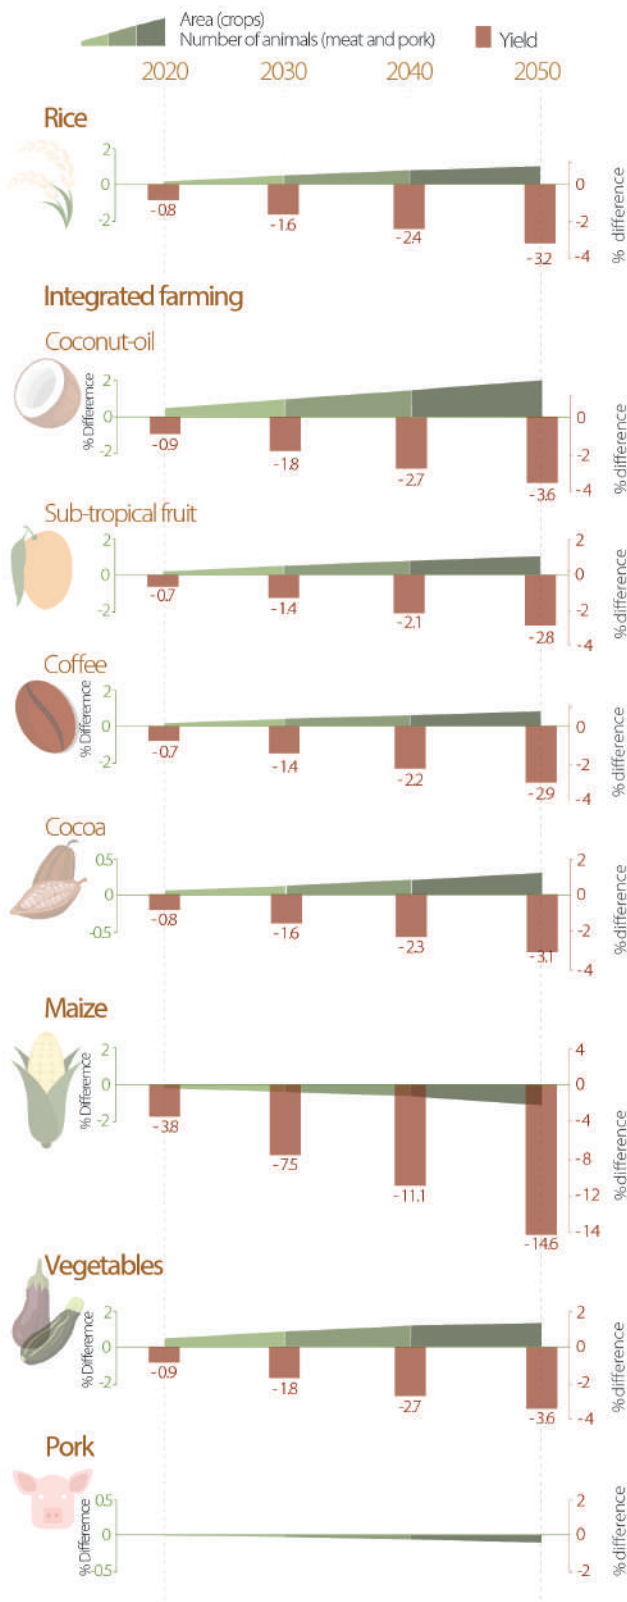 Area (crops)
Number of animals (meat and pork)
Yield
2020 2030 2040 2050
Rice
2
0
2
-0.8 -1.6 -2.4 -3.2
0
-2
-4
% difference
Integrated farming
Coconut-oil
% Differemce
2
0
-2
-0.9 -1.8 -2.7 -3.6
0
-2
-4
% difference
Sub-tropical fruit
2
0
2
-0.7 -1.4 -2.1 -2.8
2
0
-2
-4
% difference
Coffee
% Differemce
2
0
-2
-0.7 -1.4 -2.2 -2.9
0
-2
-4
% difference
Cocoa
0.5
0
-0.5
-0.8 -1.6 -2.3 -3.1
2
0
-2
-4
% difference
Maize
% Differemce
2
0
-2
-3.8 -7.5 -11.1 -14.6
4
0
-4
-8
-12
-14
% difference
Vegetables
% Differemce
2
0
-2
-0.9 -1.8 -2.7 -3.6
2
0
-2
-4
% difference
Pork
% Differemce
0.5
0
-0.5
2
0
-2
% difference